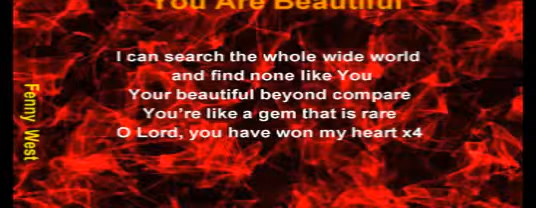 You Are Beautiful
I can search the whole wide world
and find none like You
Your beautiful beyond compare
You're like a gem that is rare
O Lord, you have won my heart x4
Fenny West